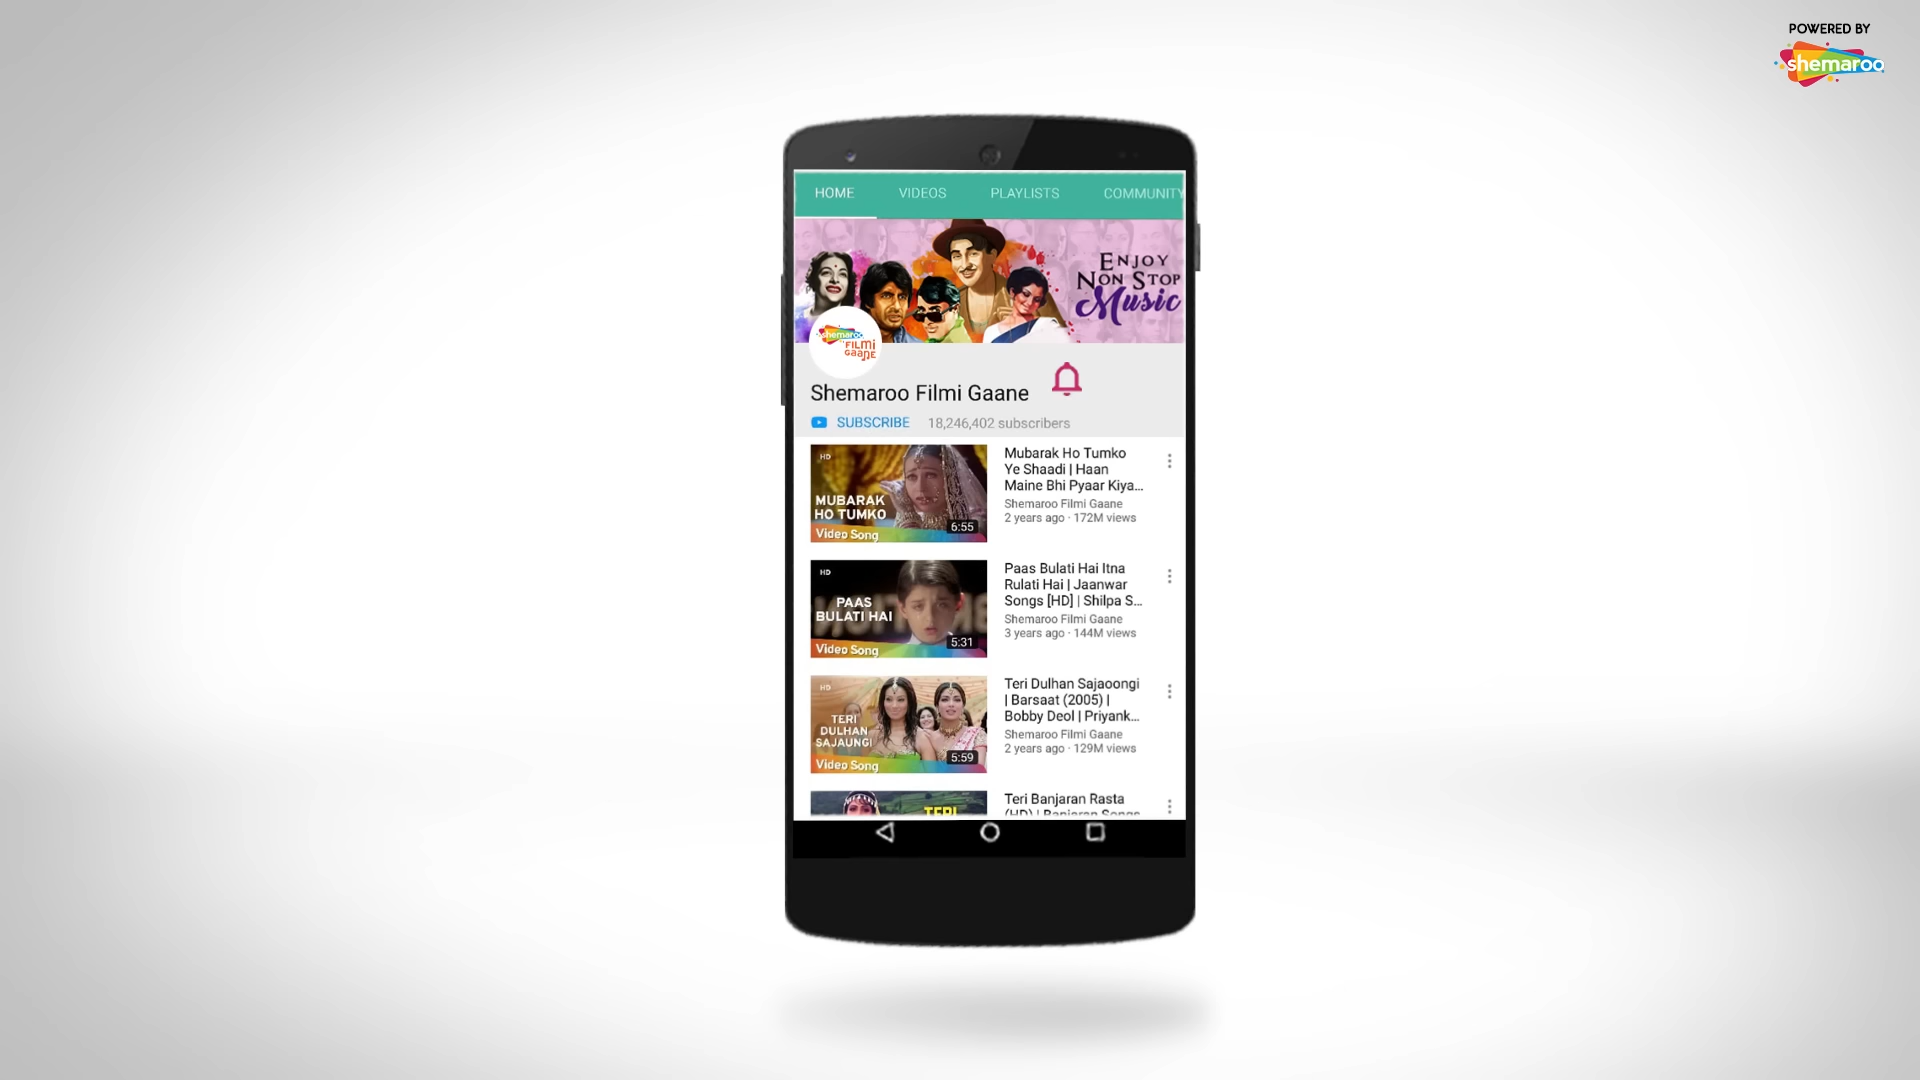 POWERED BY
shemaroo
HOME VIDEOS PLAYLISTS COMMUNITY
ENJOY
NON STOP
Music
shemaroo
FILMI
GAANE
Shemaroo Filmi Gaane
SUBSCRIBE 18,246,402 subscribers
HD
MUBARAK
HO TUMKO
6:55
Video Song
Mubarak Ho Tumko
Ye Shaadi | Haan
Maine Bhi Pyaar Kiya...
Shemaroo Filmi Gaane
2 years ago · 172M views
HD
PAAS
BULATI HAI
5:31
Video Song
Paas Bulati Hai Itna
Rulati Hai | Jaanwar
Songs [HD] | Shilpa S...
Shemaroo Filmi Gaane
3 years ago · 144M views
HD
TERI
DULHAN
SAJAUNGI
5:59
Video Song
Teri Dulhan Sajaoongi
| Barsaat (2005) |
Bobby Deol | Priyank...
Shemaroo Filmi Gaane
2 years ago · 129M views
TERI
Teri Banjaran Rasta
(HD) | Banjaran Songs